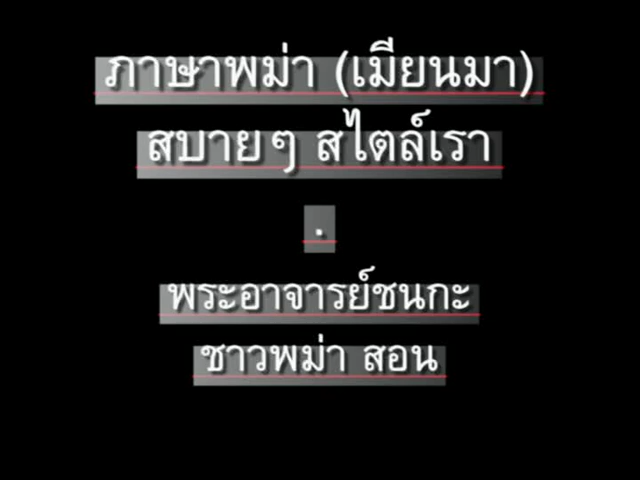 ภาษาพม่า (เมียนมา)
สบายๆ สไตล์เรา
.
พระอาจารย์ชนกะ
ชาวพม่า สอน